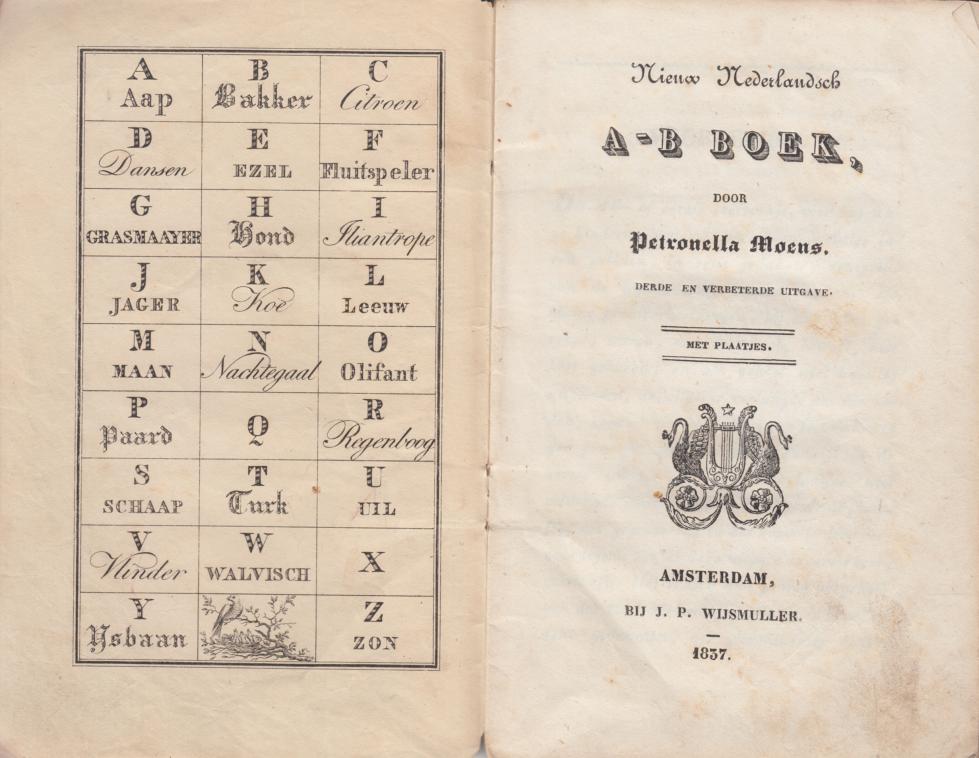 A
Aap
B
Bakker
C
Citroen
D
Dansen
E
EZEL
F
Fluitspeler
G
GRASMAAYER
H
Hond
I
Iliantrope
J
JAGER
K
Koe
L
Leeuw
M
MAAN
N
Nachtegaal
O
Olifant
P
Paard
Q
R
Regenboog
S
SCHAAP
T
Turk
U
UIL
V
Vlinder
W
WALVISCH
X
Y
Ysbaan
Z
ZON
Nieuw Nederlandsch
A-B BOEK,
DOOR
Petronella Moens.
DERDE EN VERBETERDE UITGAVE.
MET PLAATJES.
AMSTERDAM,
BIJ J. P. WIJSMULLER.
1837.